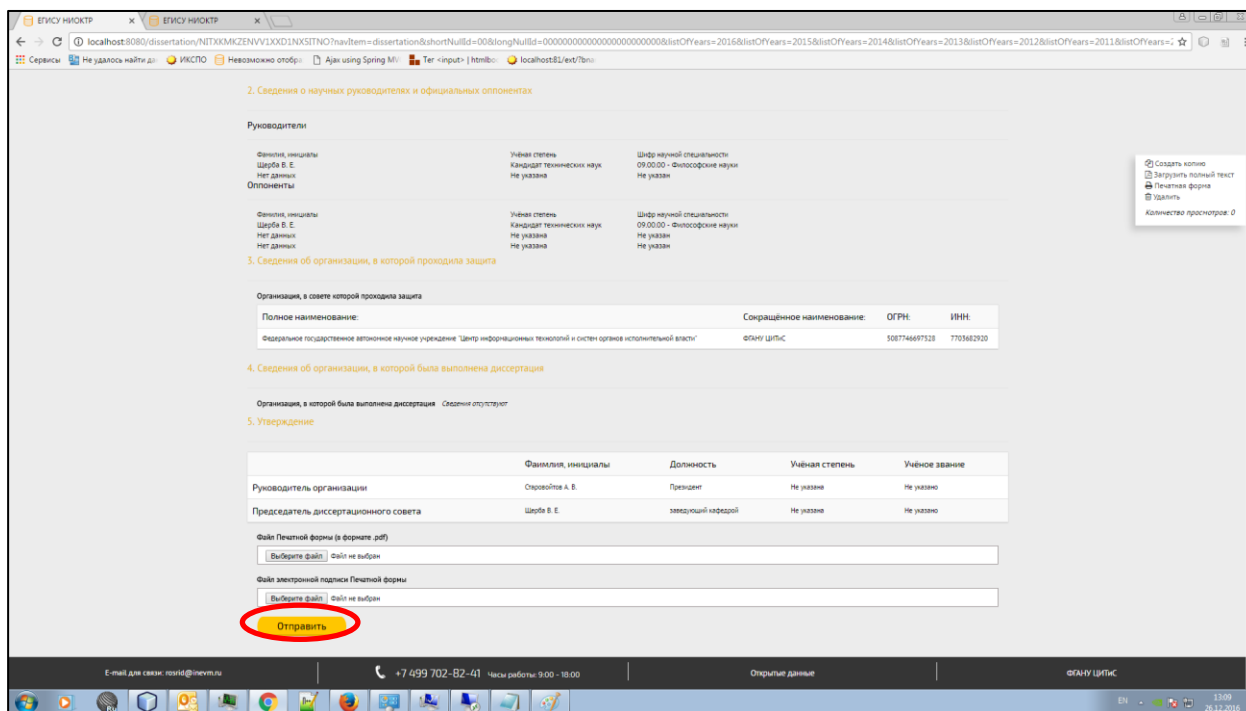 ЕГИСУ НИОКТР
ЕГИСУ НИОКТР
localhost:8080/dissertation/NITXKMKZENVV1XXD1NX5ITNO?navItem=dissertation&shortNullId=00&longNullId=000000000000000000000000&listOfYears=2016&listOfYears=2015&listOfYears=2014&listOfYears=2013&listOfYears=2012&listOfYears=2011&listOfYears=
Сервисы Не удалось найти ИКСПО Невозможно отобра Ajax using Spring MV Тег <input> | htmlbo localhost:81/ext/?bna
2. Сведения о научных руководителях и официальных оппонентах
Руководители
Фамилия, инициалы Учёная степень Шифр научной специальности
Щерба В. Е. Кандидат технических наук 09.00.00 - Философские науки
Нет данных Не указана Не указан
Оппоненты
Фамилия, инициалы Учёная степень Шифр научной специальности
Щерба В. Е. Кандидат технических наук 09.00.00 - Философские науки
Нет данных Не указана Не указан
Нет данных Не указана Не указан
Создать копию
Загрузить полный текст
Печатная форма
Удалить
Количество просмотров: 0
3. Сведения об организации, в которой проходила защита
Организация, в совете которой проходила защита
Полное наименование: Сокращённое наименование: ОГРН: ИНН:
Федеральное государственное автономное научное учреждение "Центр информационных технологий и систем органов исполнительной власти" ФГАНУ ЦИТиС 5087746697528 7703682920
4. Сведения об организации, в которой была выполнена диссертация
Организация, в которой была выполнена диссертация Сведения отсутствуют
5. Утверждение
Фаимлия, инициалы Должность Учёная степень Учёное звание
Руководитель организации Старовойтов А. В. Президент Не указана Не указано
Председатель диссертационного совета Щерба В. Е. заведующий кафедрой Не указана Не указано
Файл Печатной формы (в формате .pdf)
Выберите файл Файл не выбран
Файл электронной подписи Печатной формы
Выберите файл Файл не выбран
Отправить
E-mail для связи: rosrid@inevm.ru +7 499 702-82-41 Часы работы: 9:00 - 18:00 Открытые данные ФГАНУ ЦИТиС
EN 13:09
26.12.2016